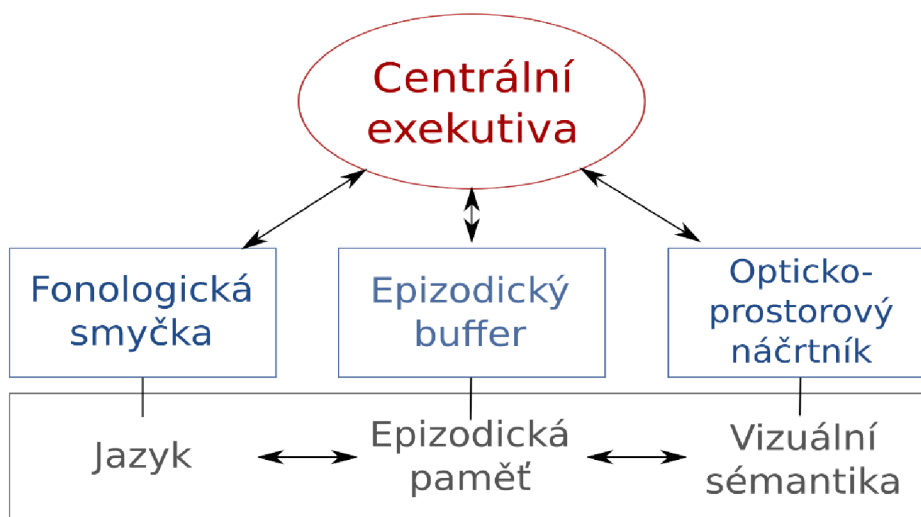 Centrální
exekutiva
Fonologická
smyčka
Epizodický
buffer
Opticko-
prostorový
náčrtník
Jazyk
Epizodická
paměť
Vizuální
sémantika